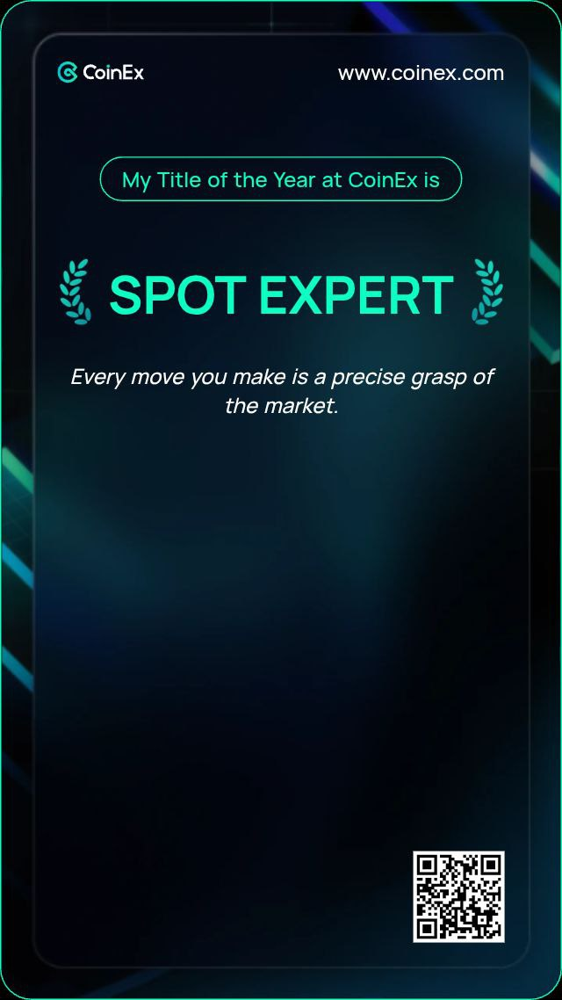 CoinEx
www.coinex.com
My Title of the Year at CoinEx is
SPOT EXPERT
Every move you make is a precise grasp of
the market.